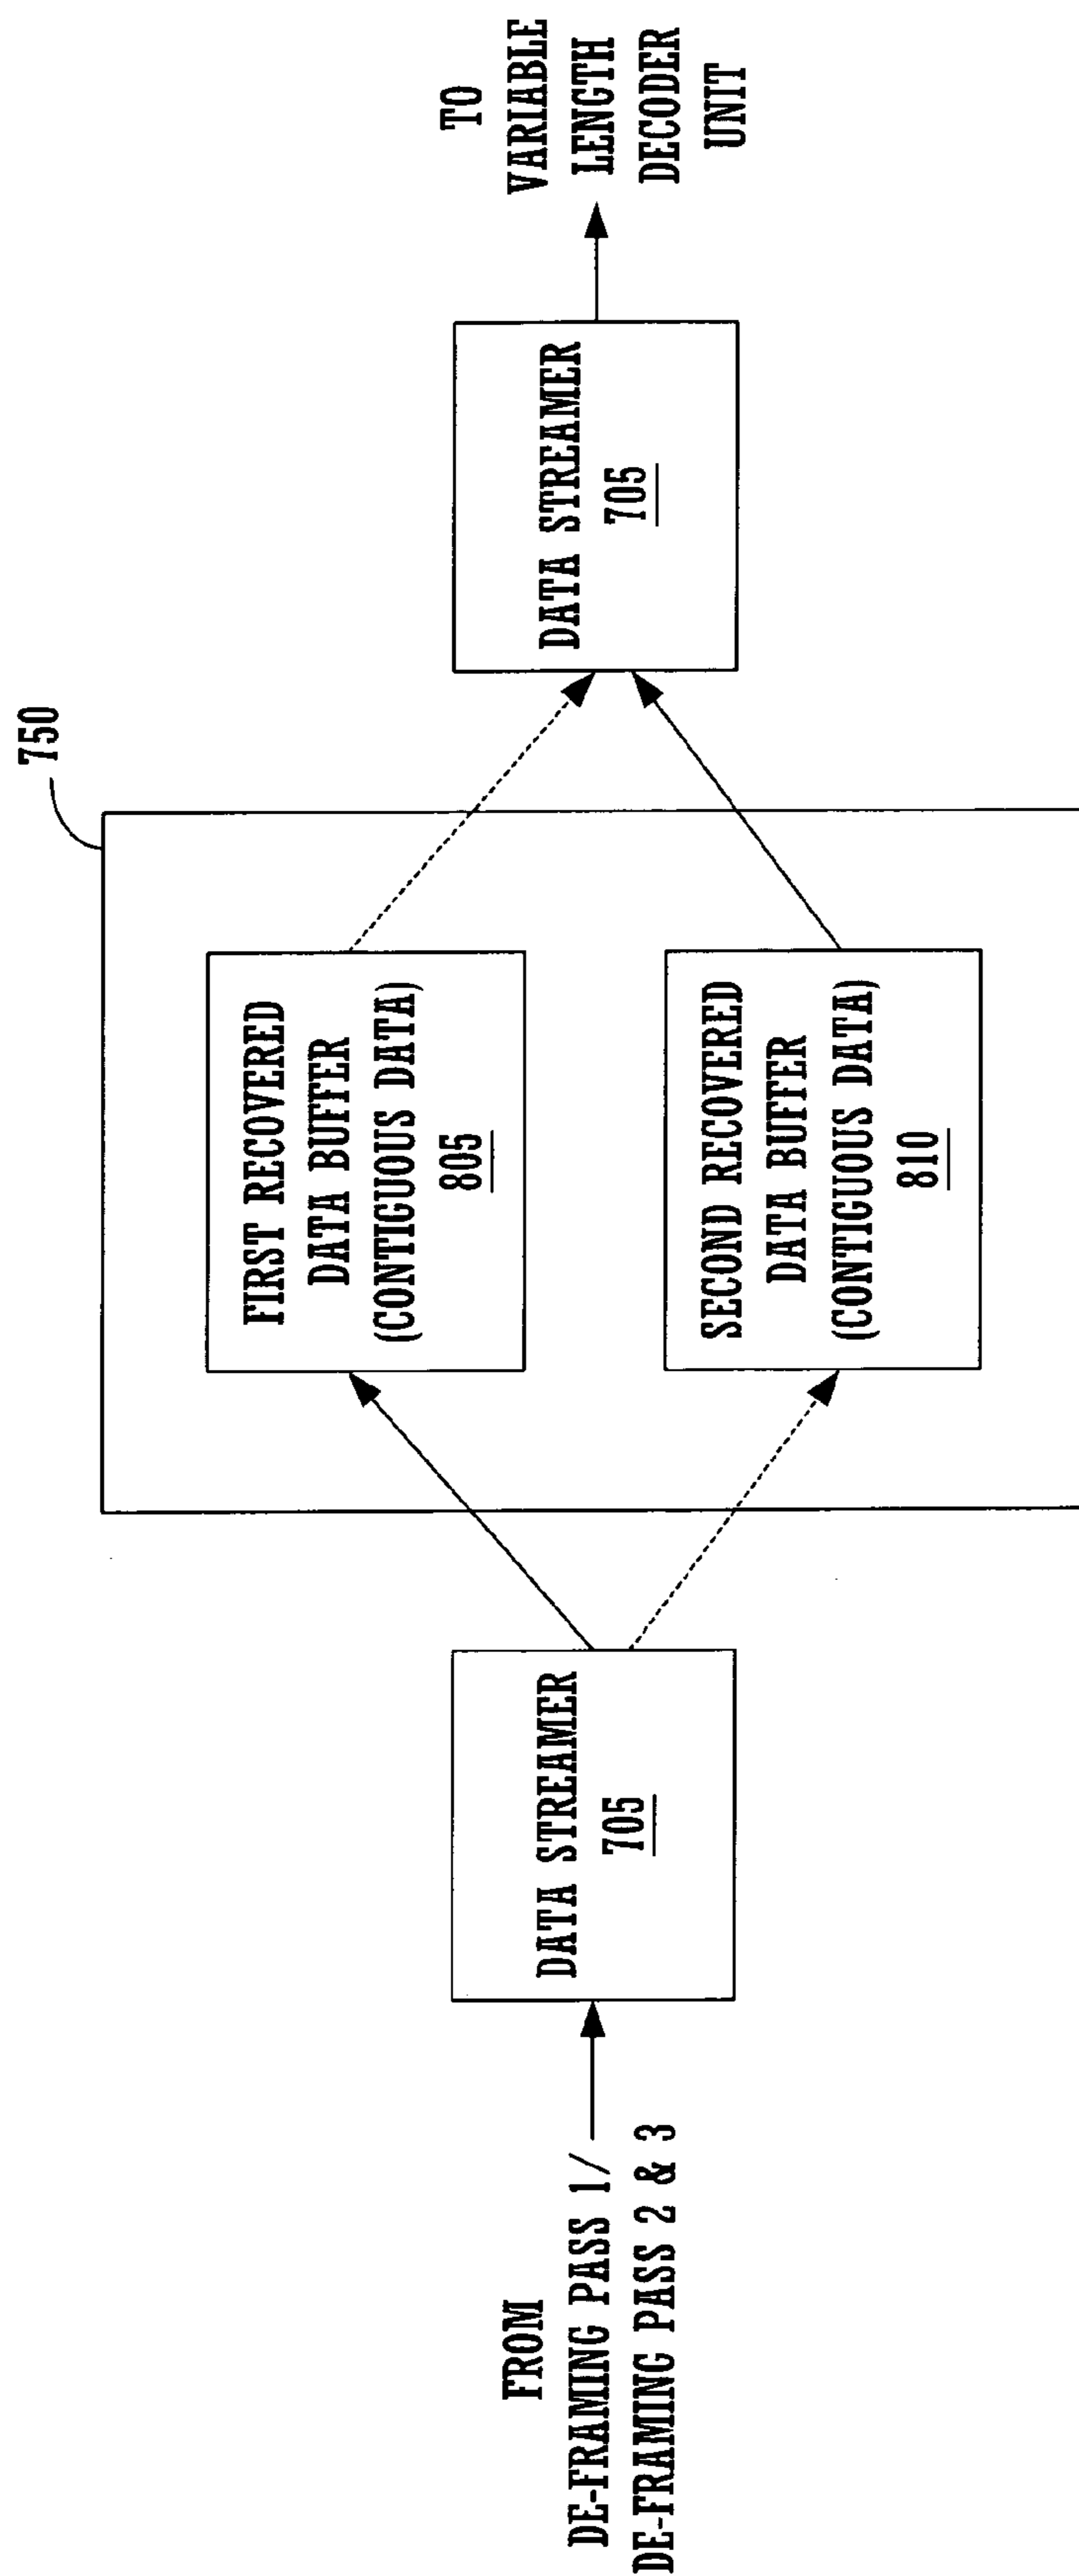 FROM
DE-FRAMING PASS 1/
DE-FRAMING PASS 2 & 3
DATA STREAMER
705
750
FIRST RECOVERED
DATA BUFFER
(CONTIGUOUS DATA)
805
SECOND RECOVERED
DATA BUFFER
(CONTIGUOUS DATA)
810
DATA STREAMER
705
TO
VARIABLE
LENGTH
DECODER
UNIT